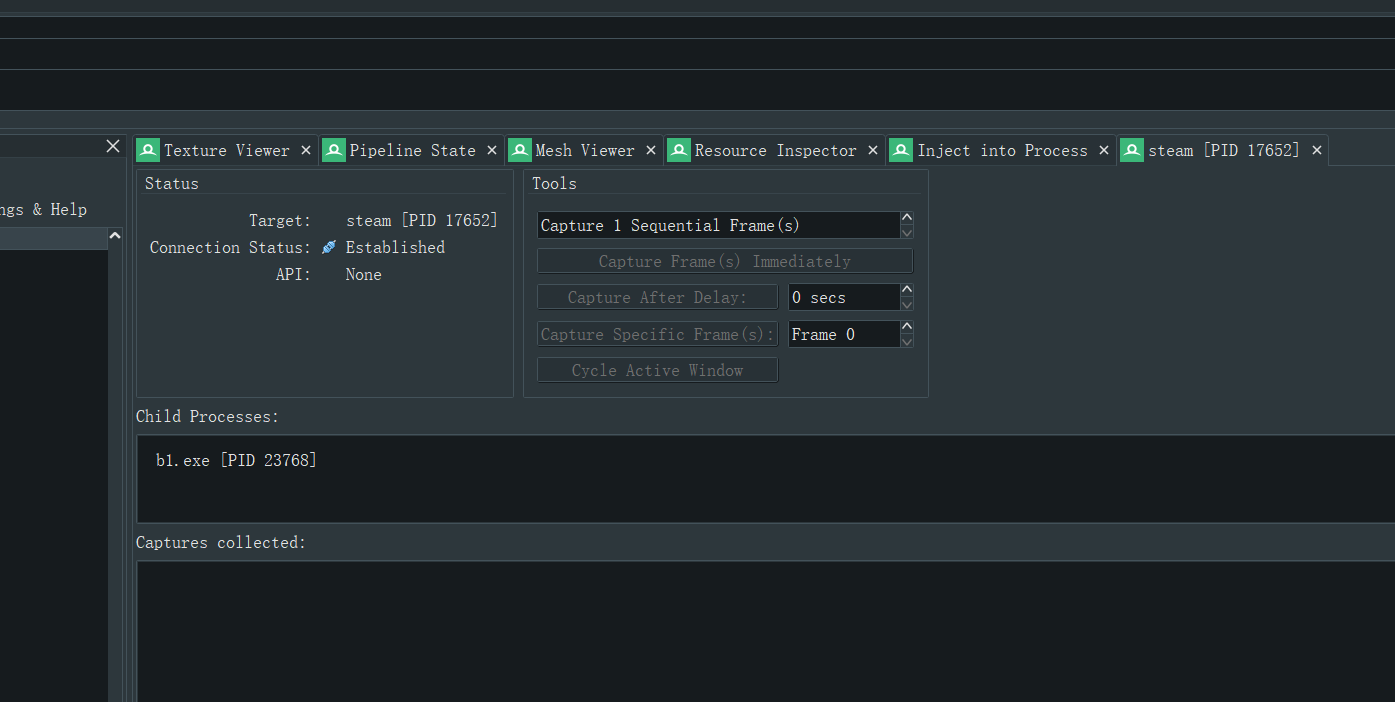 Texture Viewer
Pipeline State
Mesh Viewer
Resource Inspector
Inject into Process
steam [PID 17652]
ngs & Help
Status
Target: steam [PID 17652]
Connection Status: Established
API: None
Tools
Capture 1 Sequential Frame(s)
Capture Frame(s) Immediately
Capture After Delay: 0 secs
Capture Specific Frame(s): Frame 0
Cycle Active Window
Child Processes:
b1.exe [PID 23768]
Captures collected: